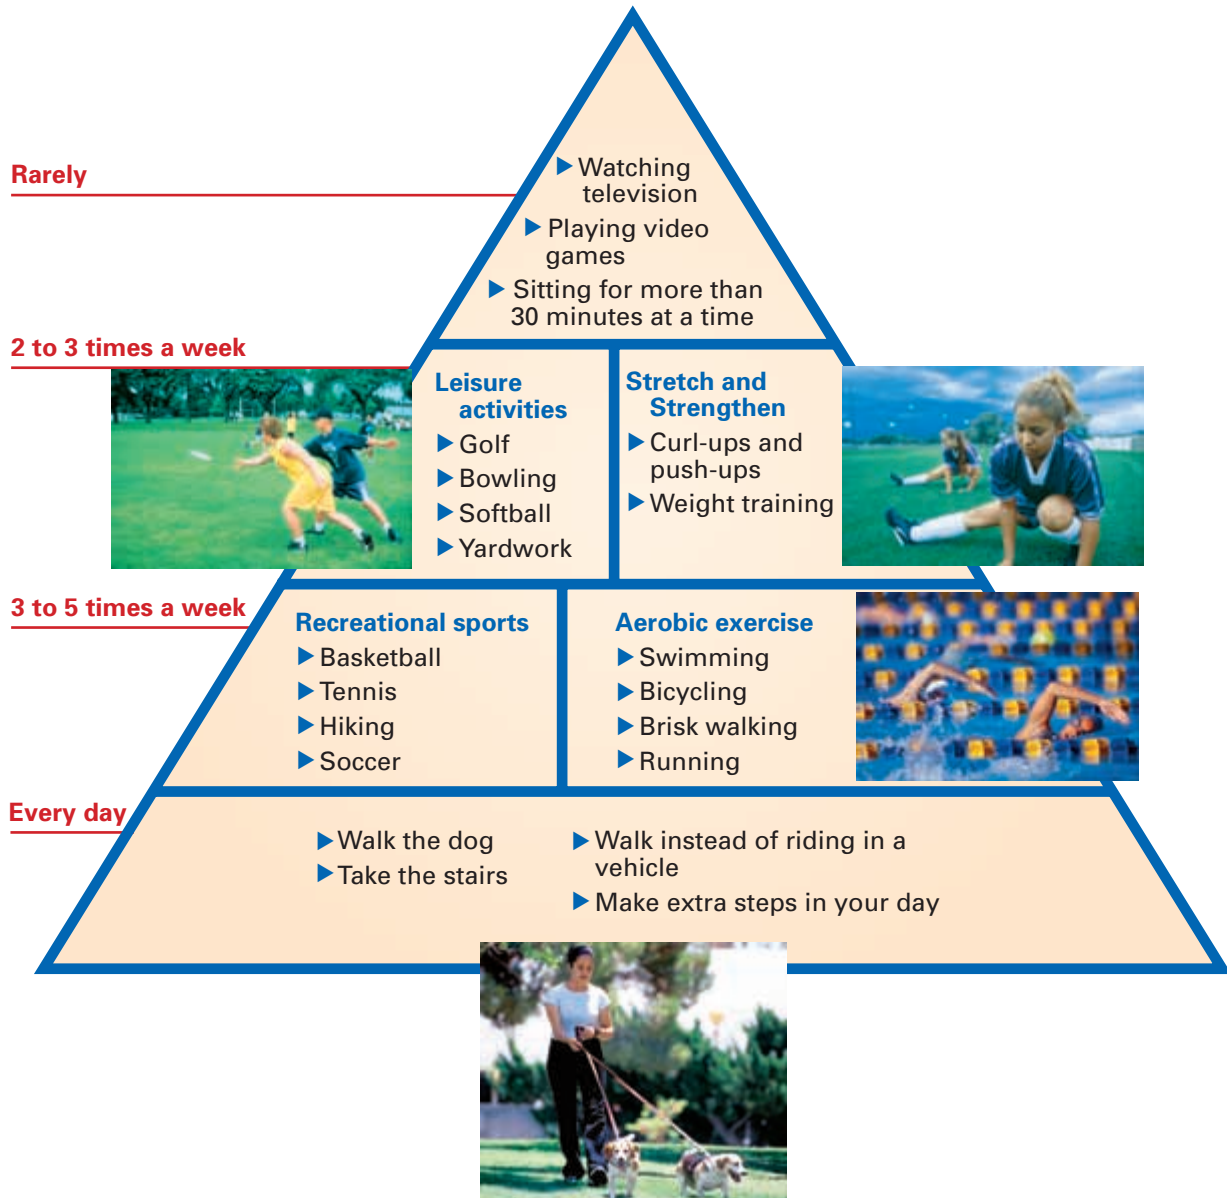 Rarely
Watching
television
Playing video
games
Sitting for more than
30 minutes at a time
2 to 3 times a week
Leisure
activities
Golf
Bowling
Softball
Yardwork
Stretch and
Strengthen
Curl-ups and
push-ups
Weight training
3 to 5 times a week
Recreational sports
Basketball
Tennis
Hiking
Soccer
Aerobic exercise
Swimming
Bicycling
Brisk walking
Running
Every day
Walk the dog
Take the stairs
Walk instead of riding in a
vehicle
Make extra steps in your day